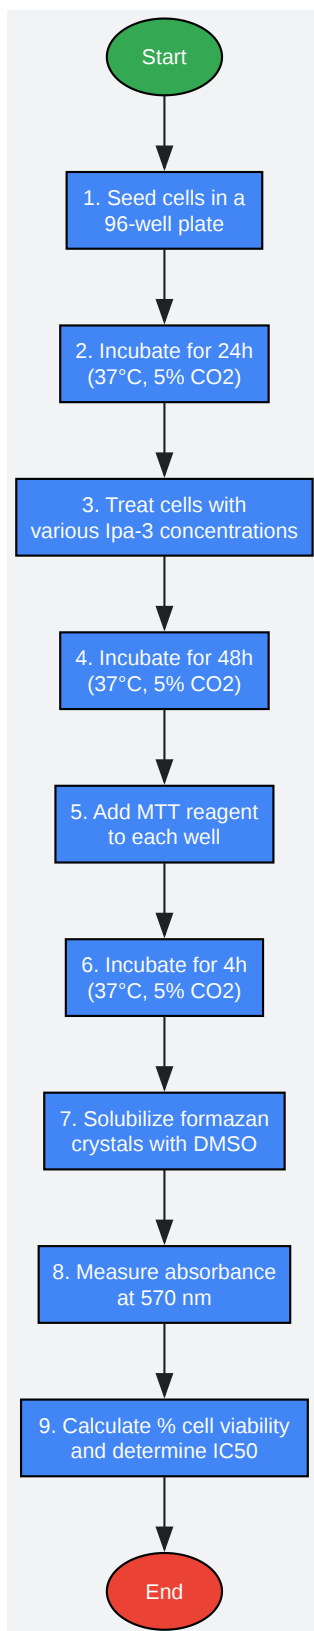 Start
1. Seed cells in a
96-well plate
2. Incubate for 24h
(37°C, 5% CO2)
3. Treat cells with
various Ipa-3 concentrations
4. Incubate for 48h
(37°C, 5% CO2)
5. Add MTT reagent
to each well
6. Incubate for 4h
(37°C, 5% CO2)
7. Solubilize formazan
crystals with DMSO
8. Measure absorbance
at 570 nm
9. Calculate % cell viability
and determine IC50
End